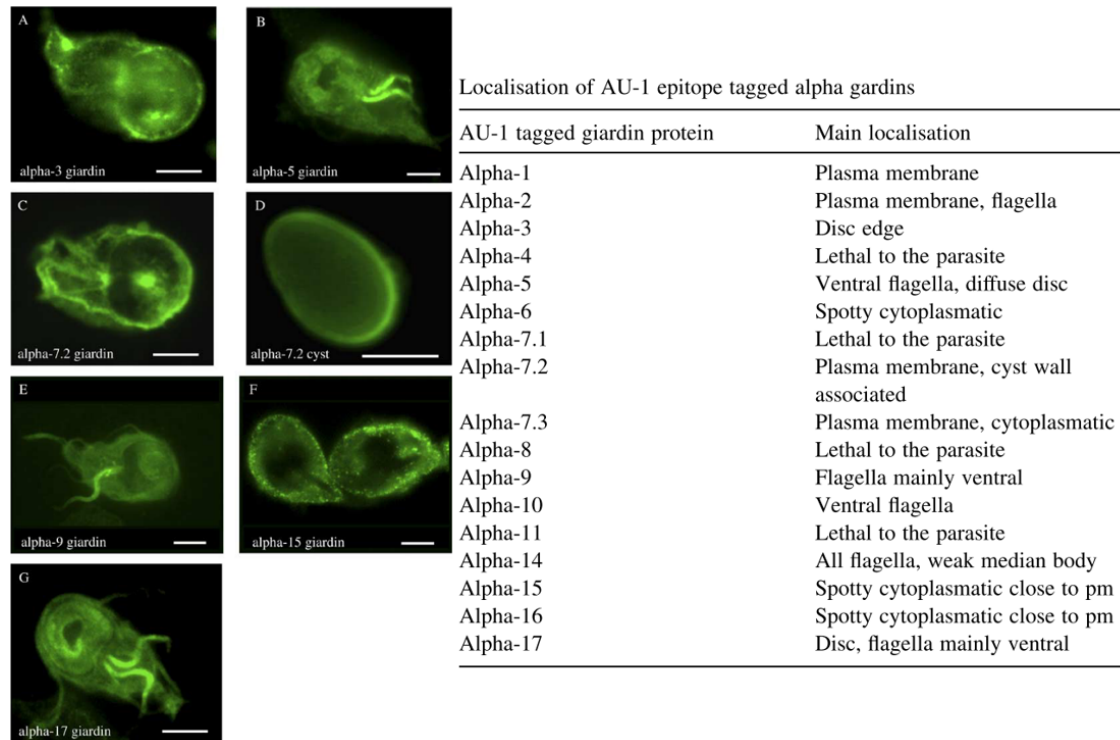 A
alpha-3 giardin
B
alpha-5 giardin
C
alpha-7.2 giardin
D
alpha-7.2 cyst
E
alpha-9 giardin
F
alpha-15 giardin
G
alpha-17 giardin
Localisation of AU-1 epitope tagged alpha gardins
AU-1 tagged giardin protein Main localisation
Alpha-1 Plasma membrane
Alpha-2 Plasma membrane, flagella
Alpha-3 Disc edge
Alpha-4 Lethal to the parasite
Alpha-5 Ventral flagella, diffuse disc
Alpha-6 Spotty cytoplasmatic
Alpha-7.1 Lethal to the parasite
Alpha-7.2 Plasma membrane, cyst wall
associated
Alpha-7.3 Plasma membrane, cytoplasmatic
Alpha-8 Lethal to the parasite
Alpha-9 Flagella mainly ventral
Alpha-10 Ventral flagella
Alpha-11 Lethal to the parasite
Alpha-14 All flagella, weak median body
Alpha-15 Spotty cytoplasmatic close to pm
Alpha-16 Spotty cytoplasmatic close to pm
Alpha-17 Disc, flagella mainly ventral